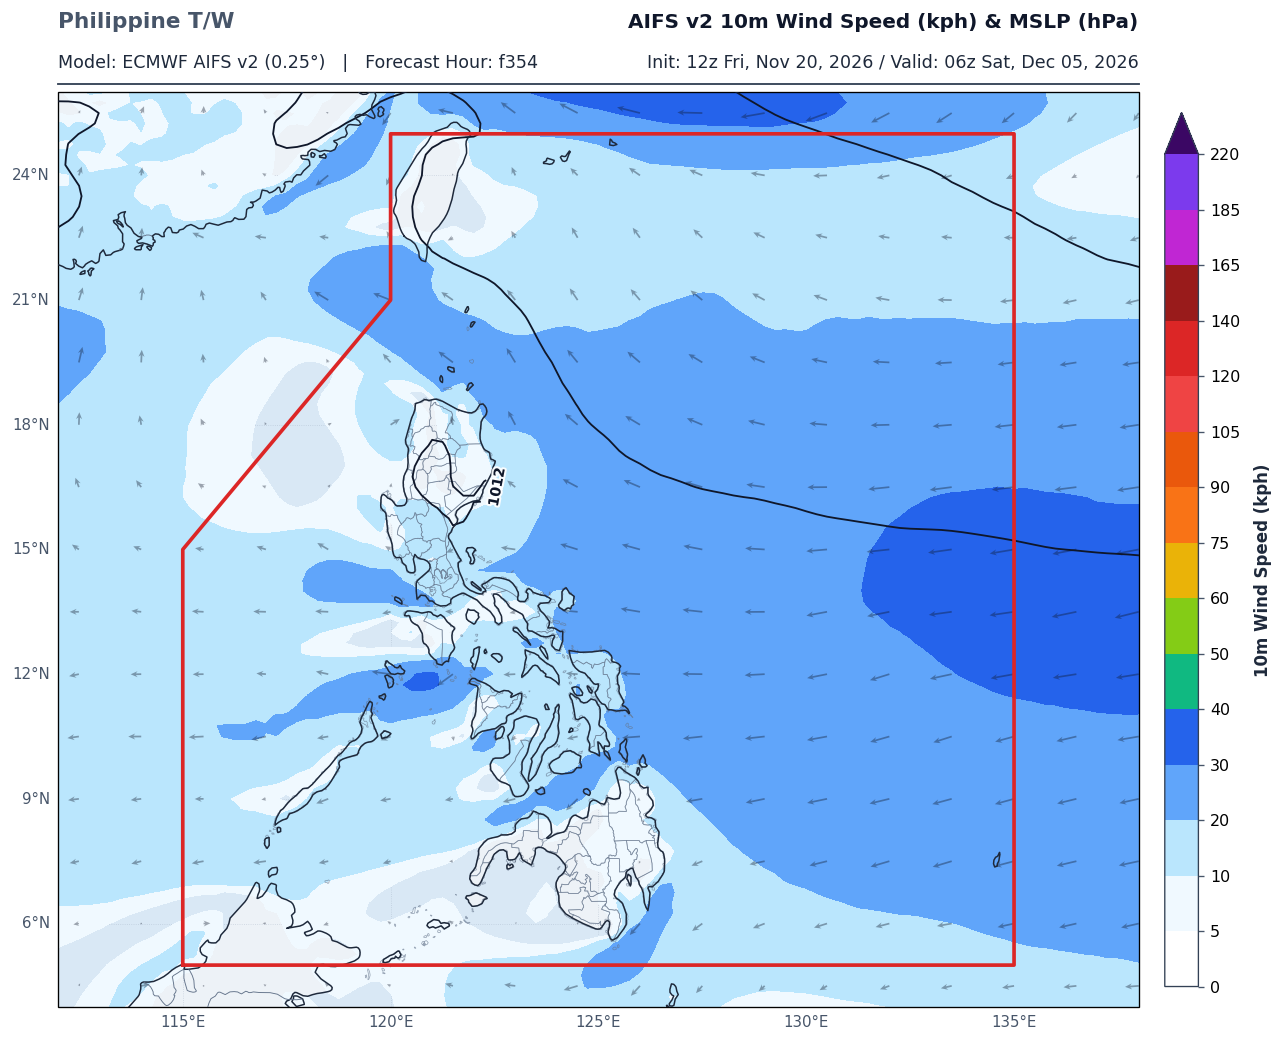 Philippine T/W
AIFS v2 10m Wind Speed (kph) & MSLP (hPa)
Model: ECMWF AIFS v2 (0.25°) | Forecast Hour: f354
Init: 12z Fri, Nov 20, 2026 / Valid: 06z Sat, Dec 05, 2026
24°N
21°N
18°N
15°N
12°N
9°N
6°N
1012
115°E
120°E
125°E
130°E
135°E
220
185
165
140
120
105
90
75
60
50
40
30
20
10
5
0
10m Wind Speed (kph)